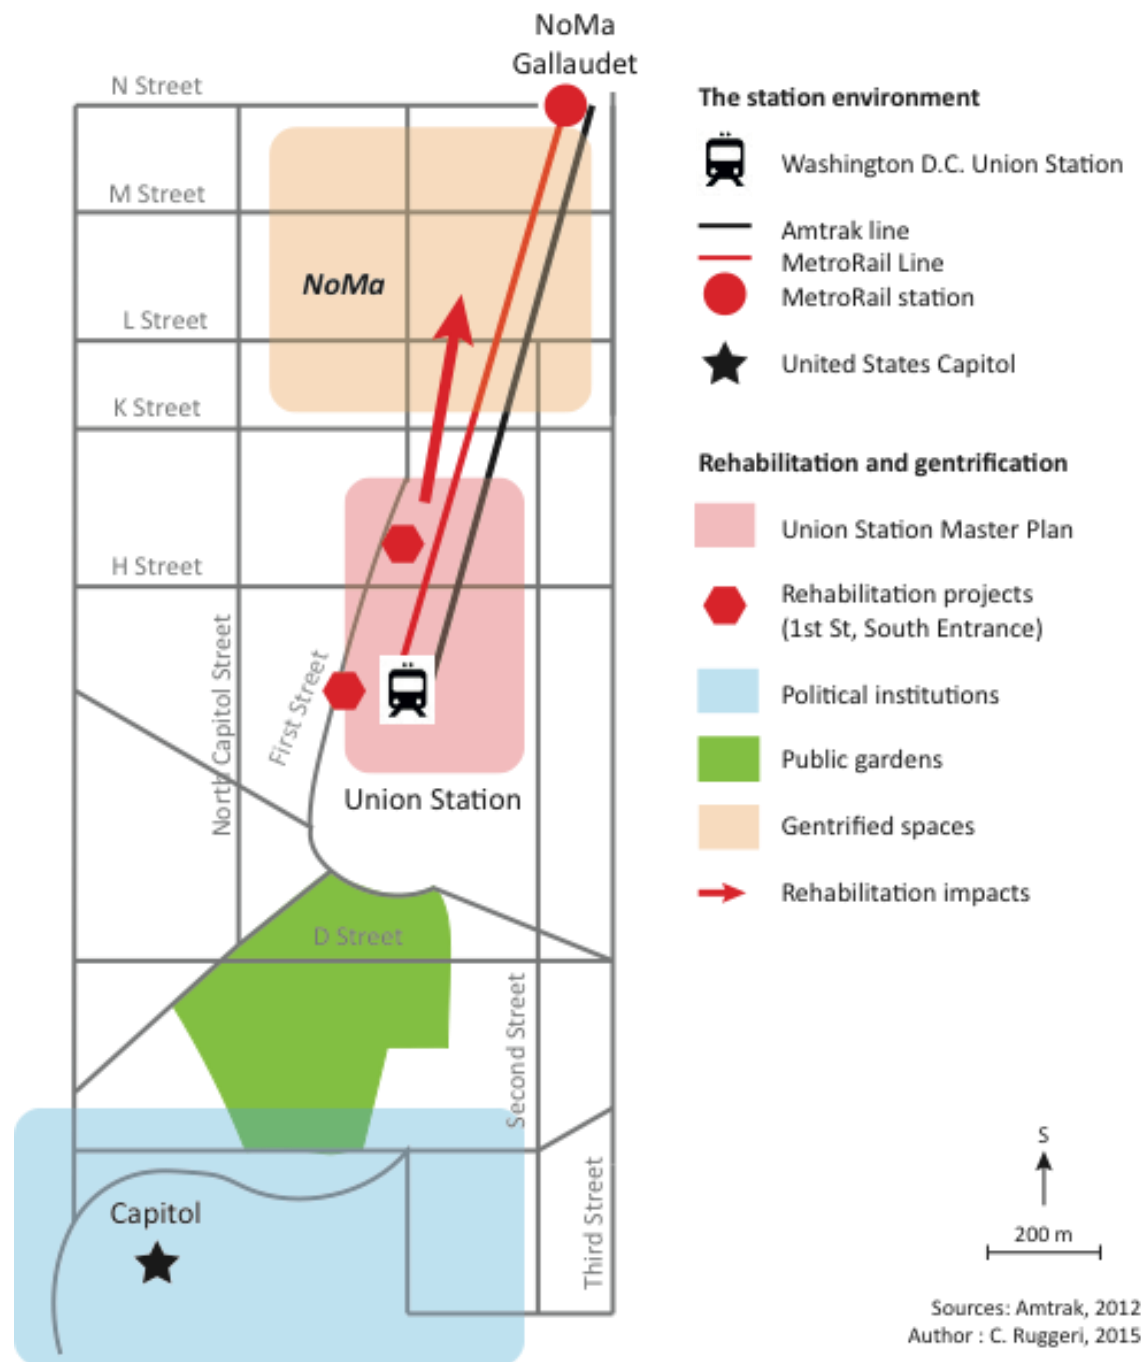 NoMa
Gallaudet
N Street
M Street
NoMa
L Street
K Street
H Street
North Capitol Street
First Street
Union Station
D Street
Second Street
Third Street
Capitol
The station environment
Washington D.C. Union Station
Amtrak line
MetroRail Line
MetroRail station
United States Capitol
Rehabilitation and gentrification
Union Station Master Plan
Rehabilitation projects
(1st St, South Entrance)
Political institutions
Public gardens
Gentrified spaces
Rehabilitation impacts
S
200 m
Sources: Amtrak, 2012
Author : C. Ruggeri, 2015